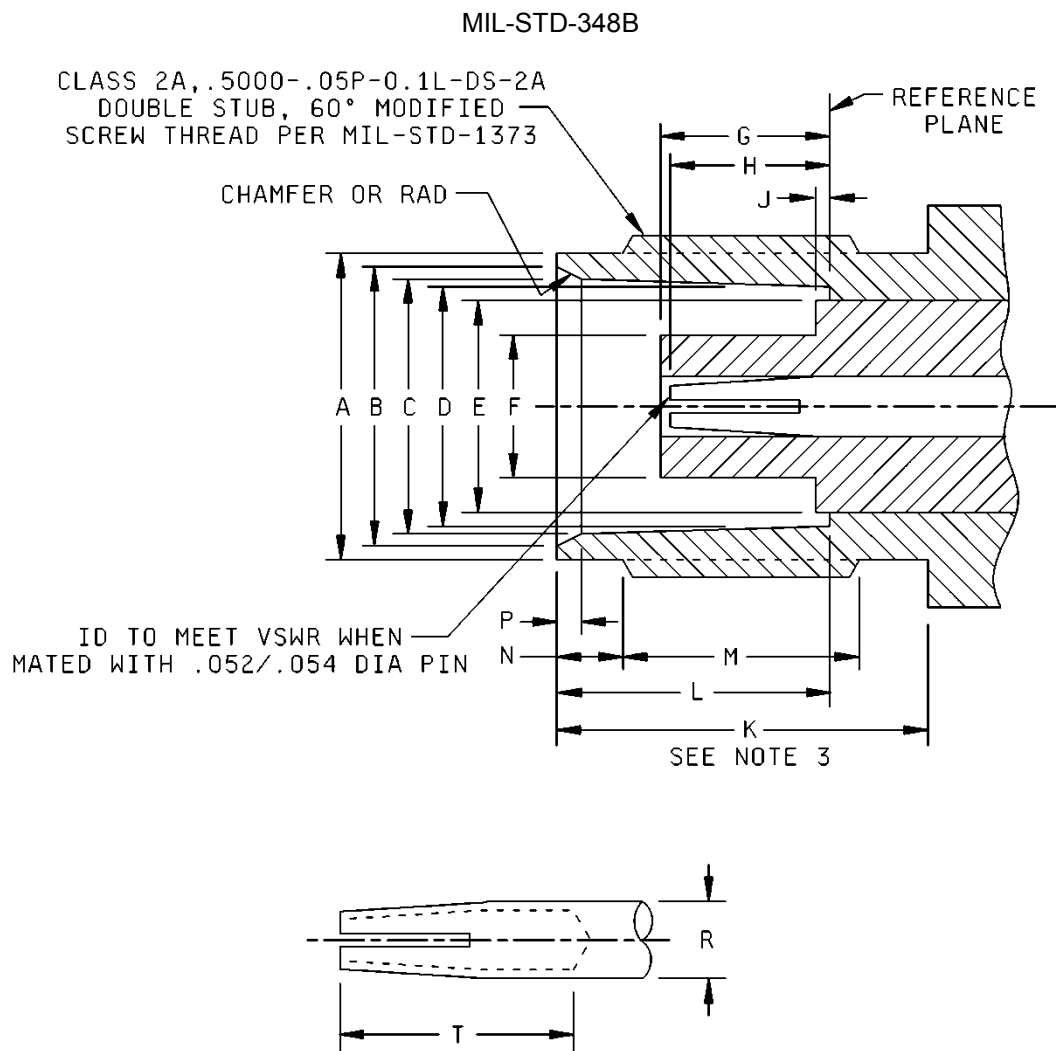 MIL-STD-348B
CLASS 2A,.5000-.05P-0.1L-DS-2A
DOUBLE STUB, 60° MODIFIED
SCREW THREAD PER MIL-STD-1373
REFERENCE
PLANE
G
H
CHAMFER OR RAD
J
A B C D E F
ID TO MEET VSWR WHEN
MATED WITH .052/.054 DIA PIN
P
N
M
L
K
SEE NOTE 3
R
T